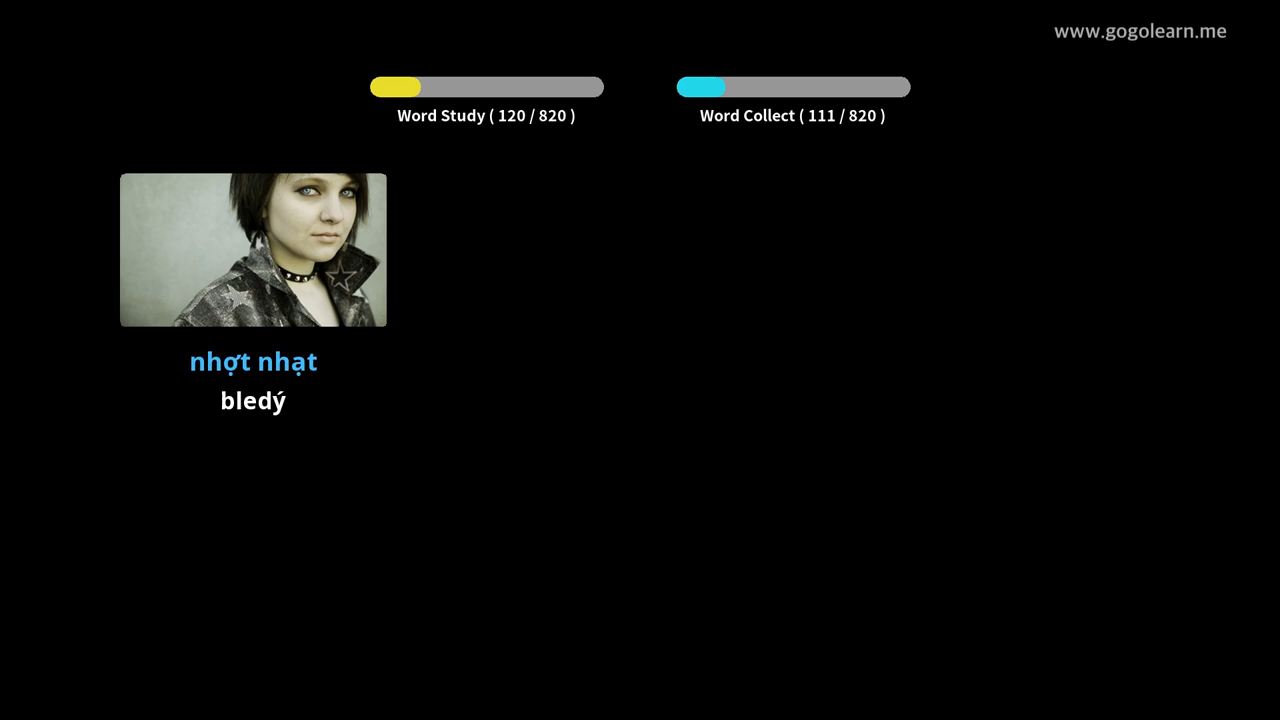 www.gogolearn.me
Word Study ( 120 / 820 )
Word Collect ( 111 / 820 )
nhợt nhạt
bledý